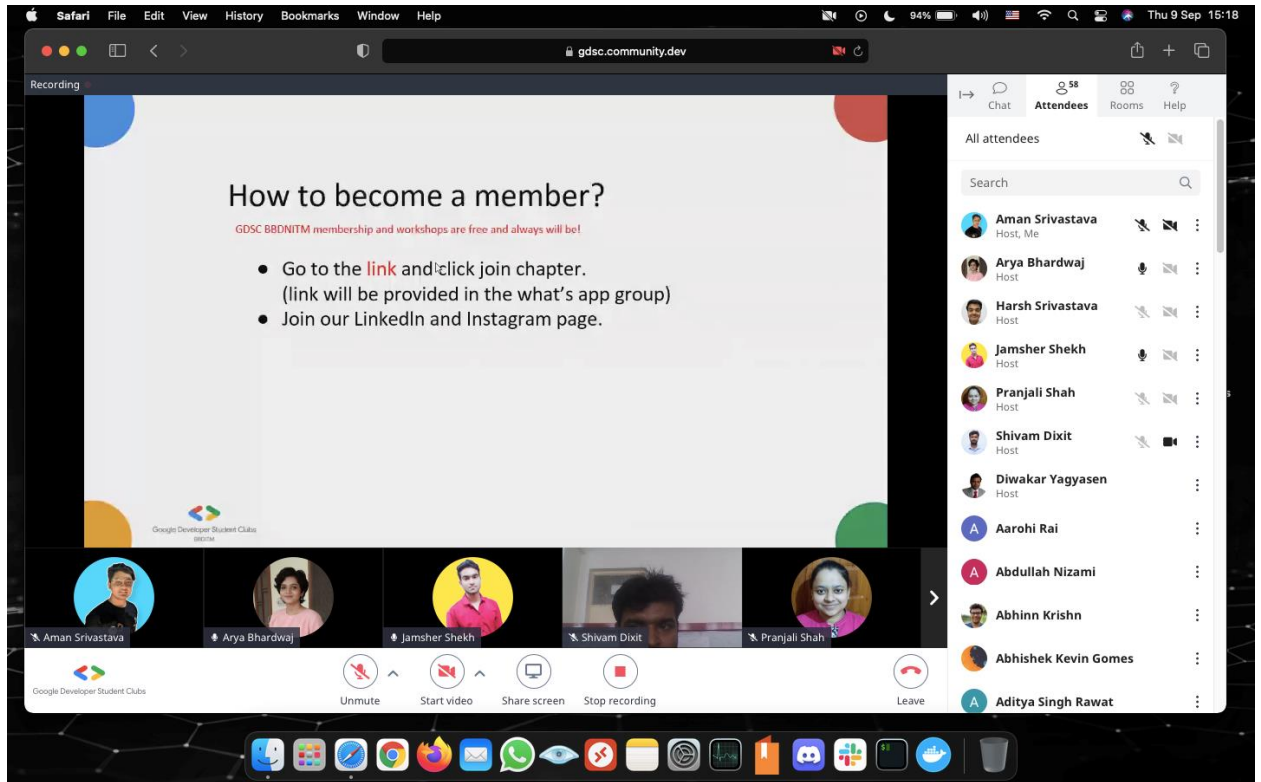 Safari File Edit View History Bookmarks Window Help 94% Thu 9 Sep 15:18
gdsc.community.dev
Recording
How to become a member?
GDSC BBDNITM membership and workshops are free and always will be!
● Go to the link and click join chapter.
(link will be provided in the what's app group)
● Join our LinkedIn and Instagram page.
Google Developer Student Clubs
BBDITM
Aman Srivastava Arya Bhardwaj Jamsher Shekh Shivam Dixit Pranjali Shah
Google Developer Student Clubs
Unmute Start video Share screen Stop recording Leave
58
Chat Attendees Rooms Help
All attendees
Search
Aman Srivastava
Host, Me
Arya Bhardwaj
Host
Harsh Srivastava
Host
Jamsher Shekh
Host
Pranjali Shah
Host
Shivam Dixit
Host
Diwakar Yagyasen
Host
A Aarohi Rai
A Abdullah Nizami
Abhinn Krishn
Abhishek Kevin Gomes
A Aditya Singh Rawat